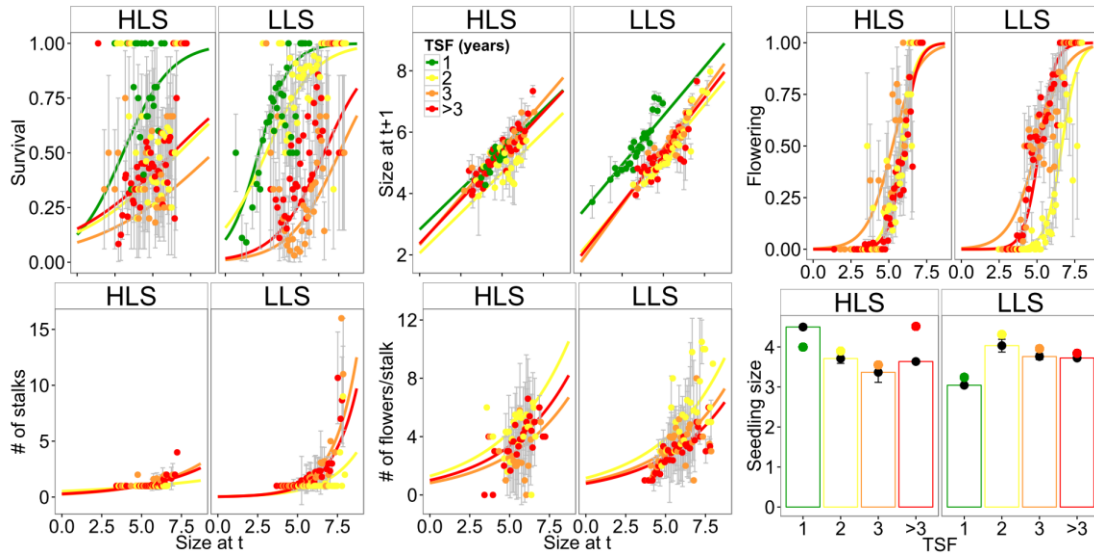 HLS LLS
Survival
1.00
0.75
0.50
0.25
0.00
HLS LLS
Size at t+1
8
6
4
2
TSF (years)
1
2
3
>3
HLS LLS
Flowering
1.00
0.75
0.50
0.25
0.00
0.0 2.5 5.0 7.5 0.0 2.5 5.0 7.5
HLS LLS
# of stalks
15
10
5
0
0.0 2.5 5.0 7.5 0.0 2.5 5.0 7.5
Size at t
HLS LLS
# of flowers/stalk
12
8
4
0
0.0 2.5 5.0 7.5 0.0 2.5 5.0 7.5
Size at t
HLS LLS
Seedling size
4
3
2
1
0
1 2 3 >3 1 2 3 >3
TSF